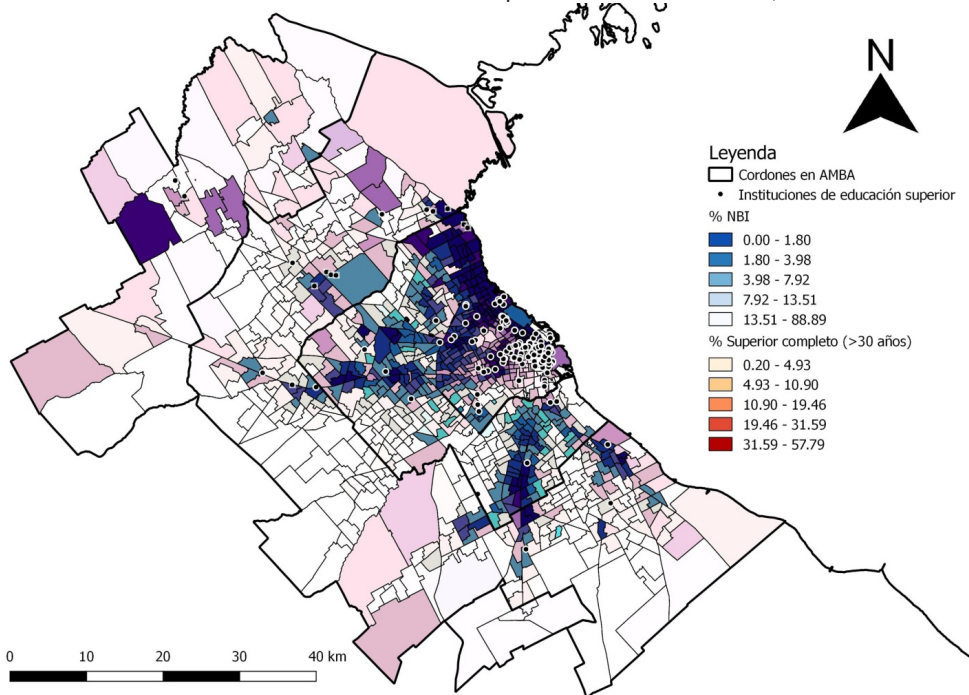 N
Leyenda
Cordones en AMBA
Instituciones de educación superior
% NBI
0.00 - 1.80
1.80 - 3.98
3.98 - 7.92
7.92 - 13.51
13.51 - 88.89
% Superior completo (>30 años)
0.20 - 4.93
4.93 - 10.90
10.90 - 19.46
19.46 - 31.59
31.59 - 57.79
0 10 20 30 40 km